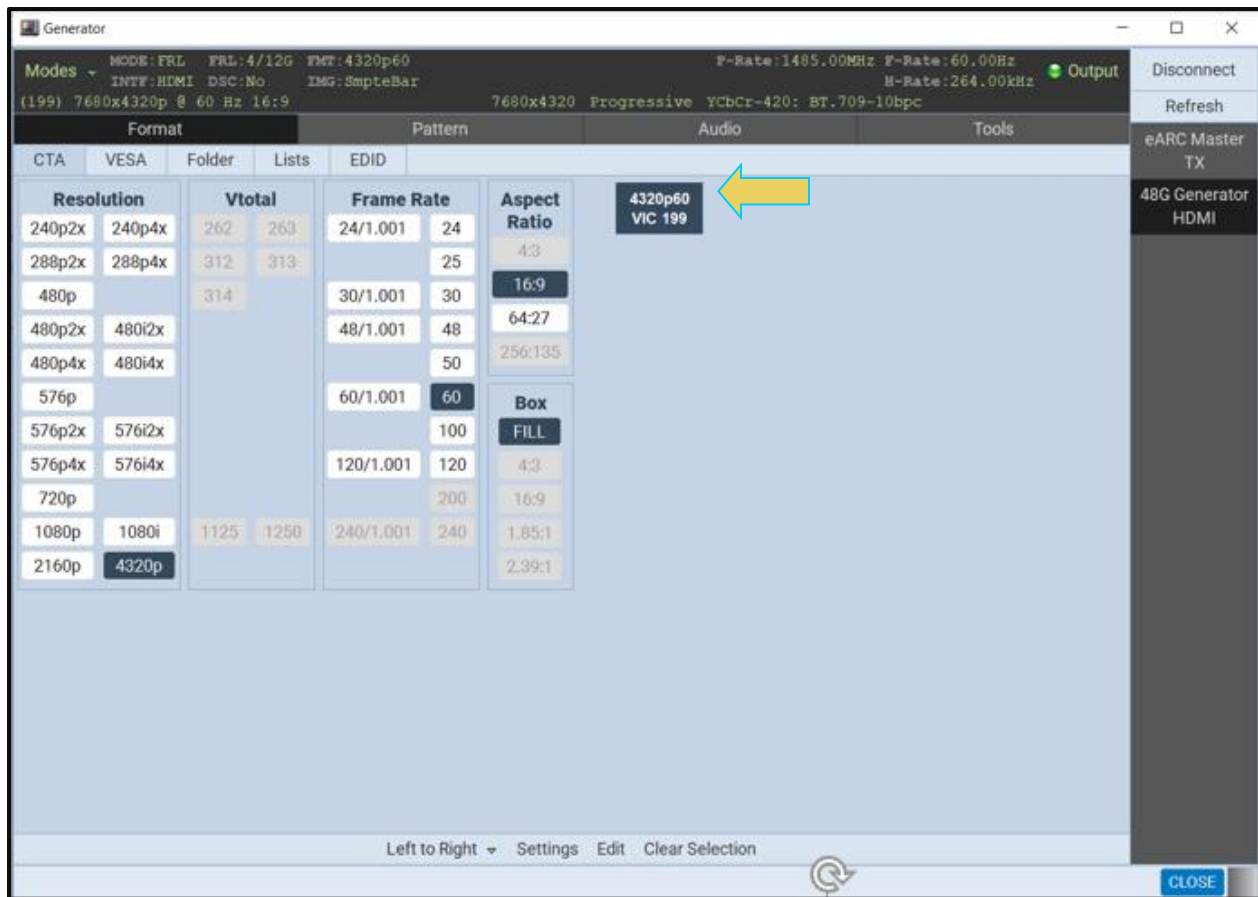 Generator
Modes
MODE:FRL FRL:4/12G FMT:4320p60
INTF:HDMI DSC:No IMG:SmpteBar
P-Rate:1485.00MHz F-Rate:60.00Hz
H-Rate:264.00kHz
Output
(199) 7680x4320p @ 60 Hz 16:9
7680x4320 Progressive YCbCr-420: BT.709-10bpc
Disconnect
Refresh
eARC Master
TX
48G Generator
HDMI
Format Pattern Audio Tools
CTA VESA Folder Lists EDID
Resolution
240p2x 240p4x
288p2x 288p4x
480p
480p2x 480i2x
480p4x 480i4x
576p
576p2x 576i2x
576p4x 576i4x
720p
1080p 1080i
2160p 4320p
Vtotal
262 263
312 313
314
1125 1250
Frame Rate
24/1.001 24
25
30/1.001 30
48/1.001 48
50
60/1.001 60
100
120/1.001 120
200
240/1.001 240
Aspect
Ratio
4:3
16:9
64:27
256:135
Box
FILL
4:3
16:9
1.85:1
2.39:1
4320p60
VIC 199
Left to Right Settings Edit Clear Selection
CLOSE